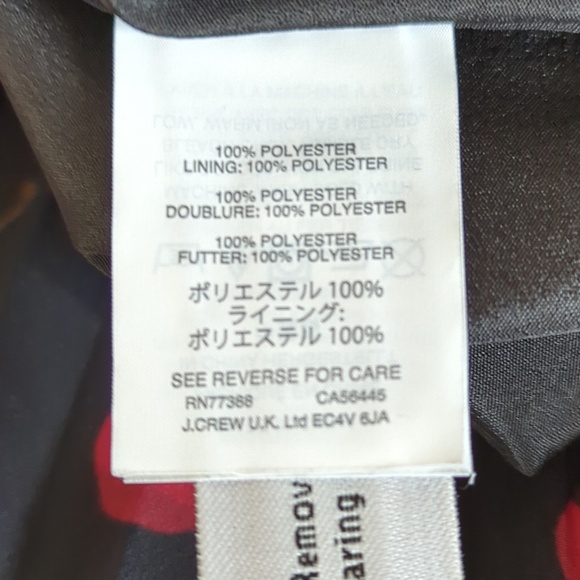 100% POLYESTER
LINING: 100% POLYESTER
100% POLYESTER
DOUBLURE: 100% POLYESTER
100% POLYESTER
FUTTER: 100% POLYESTER
ポリエステル 100%
ライニング:
ポリエステル 100%
SEE REVERSE FOR CARE
RN77388 CA56445
J.CREW U.K. Ltd EC4V 6JA
Remov
aring